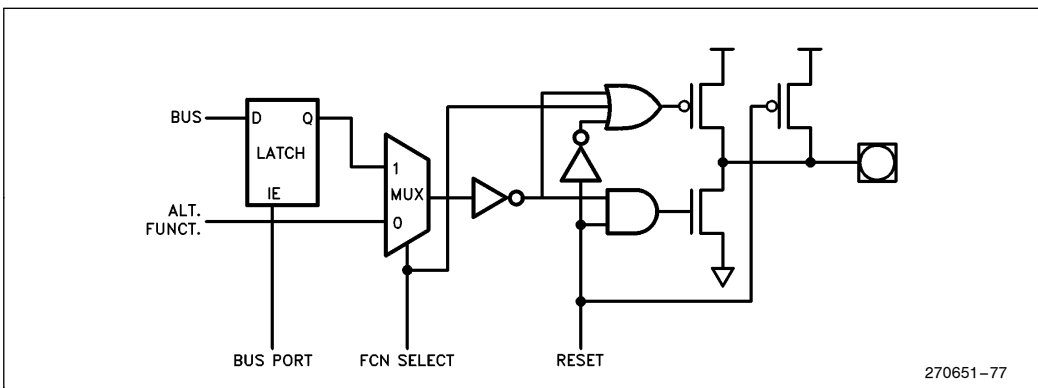 BUS
D
Q
LATCH
IE
ALT.
FUNCT.
1
MUX
0
BUS PORT
FCN SELECT
RESET
270651–77